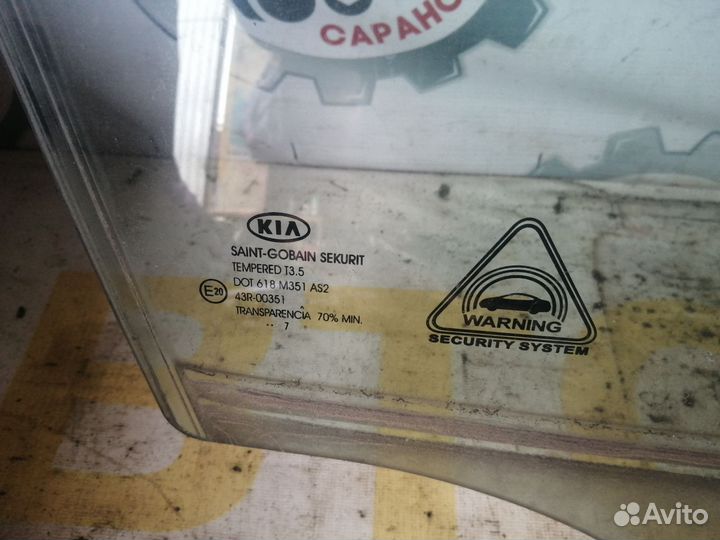 САРАНС
KIA
SAINT-GOBAIN SEKURIT
TEMPERED T3.5
DOT 618 M351 AS2
E20
43R-00351
TRANSPARENCIA 70% MIN.
.. 7
WARNING
SECURITY SYSTEM
Avito